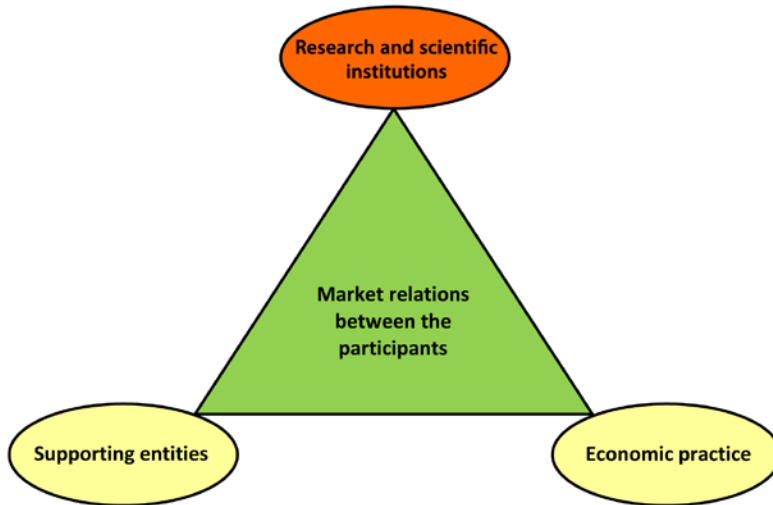 Research and scientific
institutions
Market relations
between the
participants
Supporting entities
Economic practice